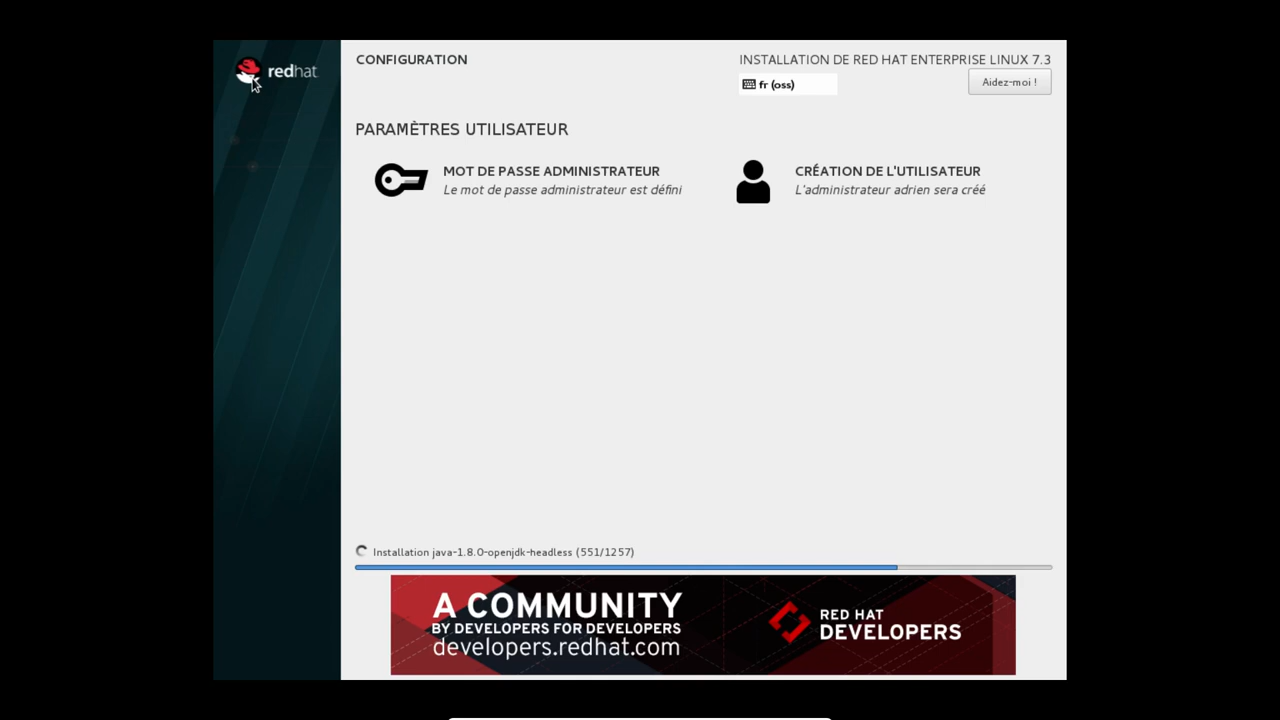 redhat
CONFIGURATION
INSTALLATION DE RED HAT ENTERPRISE LINUX 7.3
fr (oss)
Aidez-moi !
PARAMÈTRES UTILISATEUR
MOT DE PASSE ADMINISTRATEUR
Le mot de passe administrateur est défini
CRÉATION DE L'UTILISATEUR
L'administrateur adrien sera créé
Installation java-1.8.0-openjdk-headless (551/1257)
A COMMUNITY
BY DEVELOPERS FOR DEVELOPERS
developers.redhat.com
RED HAT
DEVELOPERS